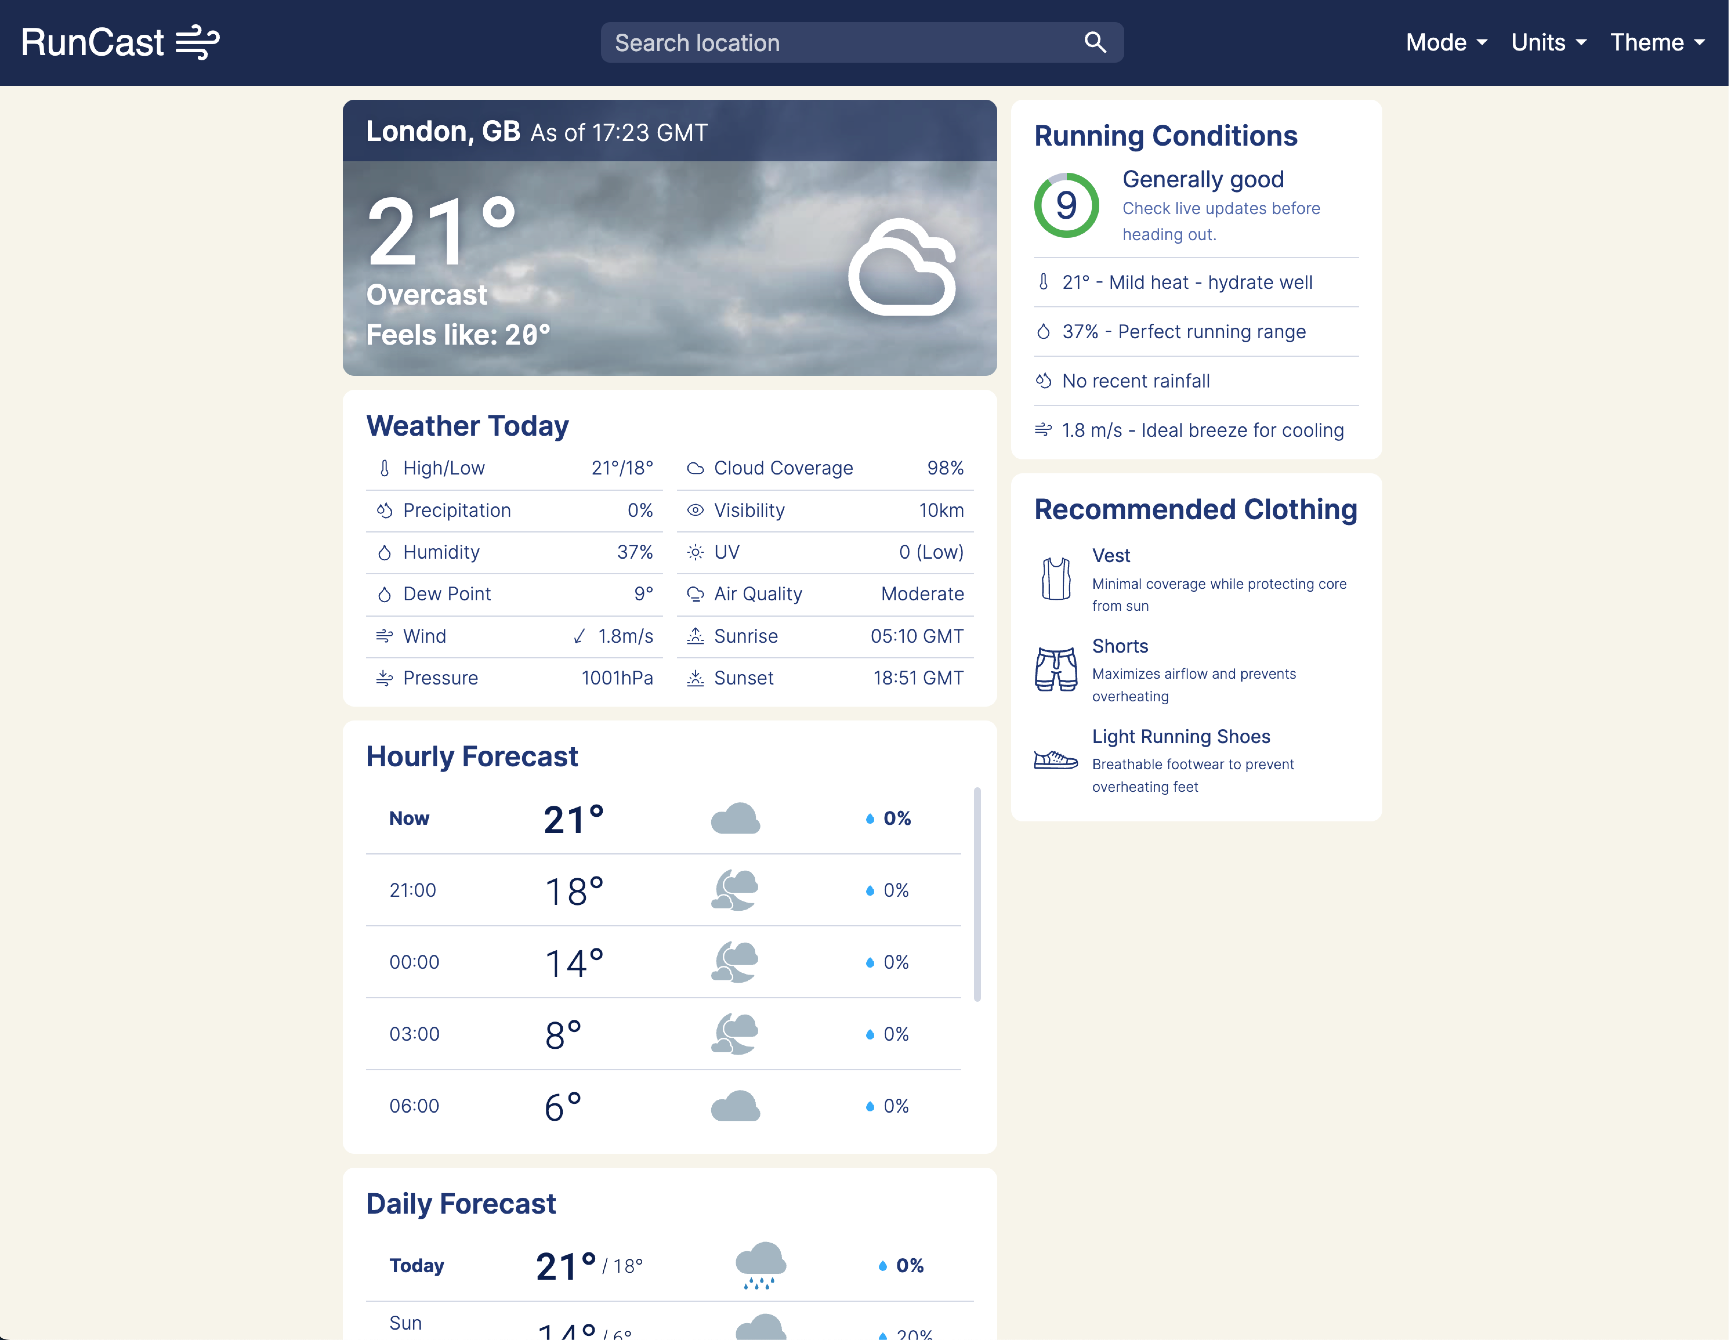 RunCast
Search location
Mode Units Theme
London, GB As of 17:23 GMT
21°
Overcast
Feels like: 20°
Weather Today
High/Low 21°/18°
Precipitation 0%
Humidity 37%
Dew Point 9°
Wind 1.8m/s
Pressure 1001hPa
Cloud Coverage 98%
Visibility 10km
UV 0 (Low)
Air Quality Moderate
Sunrise 05:10 GMT
Sunset 18:51 GMT
Hourly Forecast
Now 21° 0%
21:00 18° 0%
00:00 14° 0%
03:00 8° 0%
06:00 6° 0%
Daily Forecast
Today 21° / 18° 0%
Sun
14° / 6° 20%
Running Conditions
9
Generally good
Check live updates before
heading out.
21° - Mild heat - hydrate well
37% - Perfect running range
No recent rainfall
1.8 m/s - Ideal breeze for cooling
Recommended Clothing
Vest
Minimal coverage while protecting core
from sun
Shorts
Maximizes airflow and prevents
overheating
Light Running Shoes
Breathable footwear to prevent
overheating feet